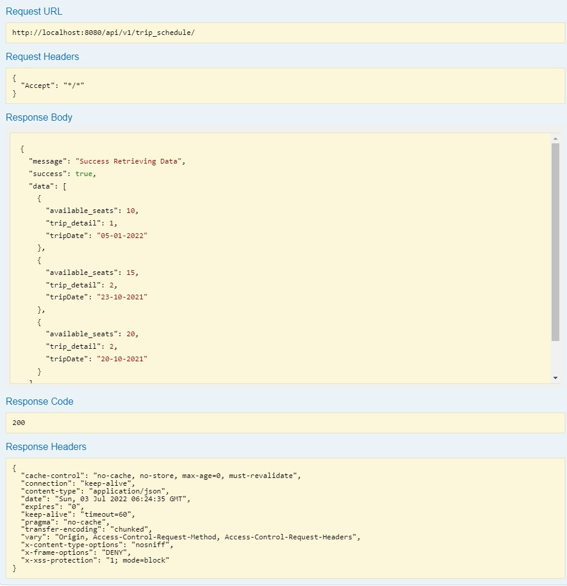 Request URL
http://localhost:8080/api/v1/trip_schedule/
Request Headers
{
"Accept": "*/*"
}
Response Body
{
"message": "Success Retrieving Data",
"success": true,
"data": [
{
"available_seats": 10,
"trip_detail": 1,
"tripDate": "05-01-2022"
},
{
"available_seats": 15,
"trip_detail": 2,
"tripDate": "23-10-2021"
},
{
"available_seats": 20,
"trip_detail": 2,
"tripDate": "20-10-2021"
}
]
Response Code
200
Response Headers
{
"cache-control": "no-cache, no-store, max-age=0, must-revalidate",
"connection": "keep-alive",
"content-type": "application/json",
"date": "Sun, 03 Jul 2022 06:24:35 GMT",
"expires": "0",
"keep-alive": "timeout=60",
"pragma": "no-cache",
"transfer-encoding": "chunked",
"vary": "Origin, Access-Control-Request-Method, Access-Control-Request-Headers",
"x-content-type-options": "nosniff",
"x-frame-options": "DENY",
"x-xss-protection": "1; mode=block"
}